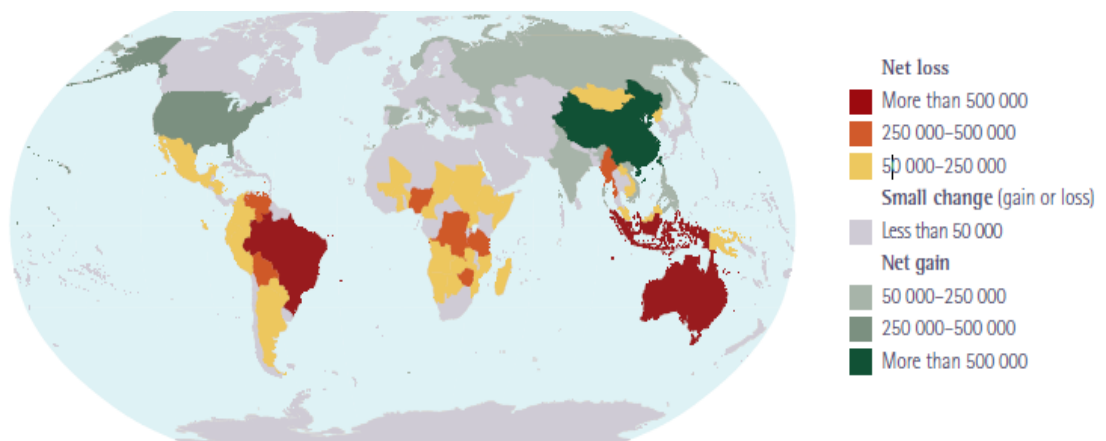 Net loss
More than 500 000
250 000–500 000
50 000–250 000
Small change (gain or loss)
Less than 50 000
Net gain
50 000–250 000
250 000–500 000
More than 500 000